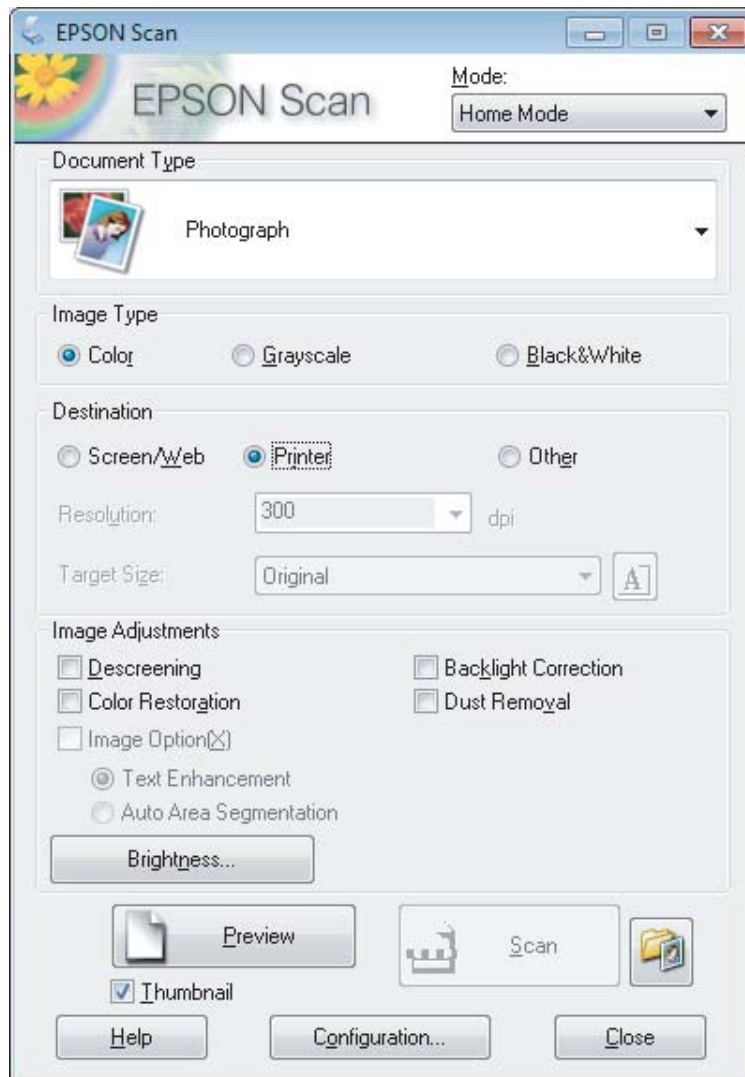 EPSON Scan
EPSON Scan
Mode:
Home Mode
Document Type
Photograph
Image Type
Color Grayscale Black&White
Destination
Screen/Web Printer Other
Resolution: 300 dpi
Target Size: Original A
Image Adjustments
Descreening Backlight Correction
Color Restoration Dust Removal
Image Option(X)
Text Enhancement
Auto Area Segmentation
Brightness...
Preview Scan
Thumbnail
Help Configuration... Close